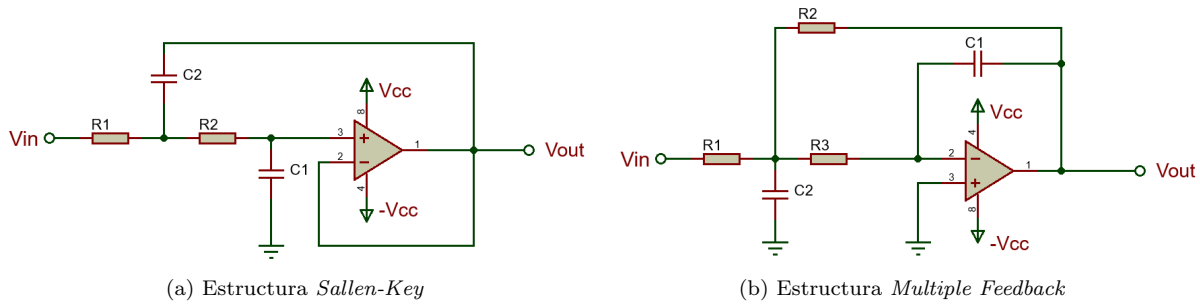 C2
Vcc
8
Vin
R1
R2
3
+
1
2
−
C1
4
Vout
-Vcc
(a) Estructura Sallen-Key
R2
C1
Vcc
4
Vin
R1
R3
2
−
1
3
+
C2
8
Vout
-Vcc
(b) Estructura Multiple Feedback